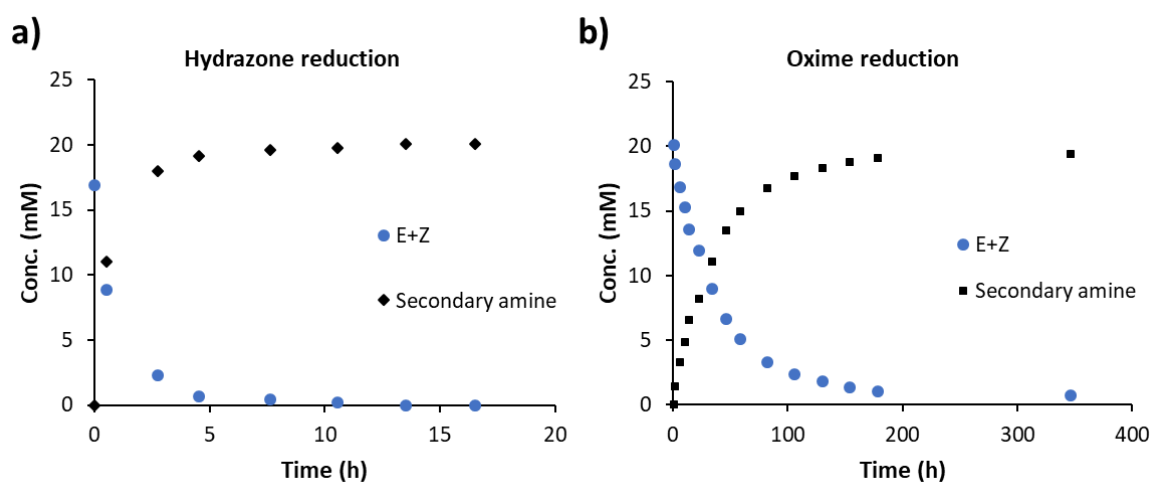 a)
Hydrazone reduction
25
20
15
10
5
0
Conc. (mM)
0 5 10 15 20
Time (h)
E+Z
Secondary amine
b)
Oxime reduction
25
20
15
10
5
0
Conc. (mM)
0 100 200 300 400
Time (h)
E+Z
Secondary amine